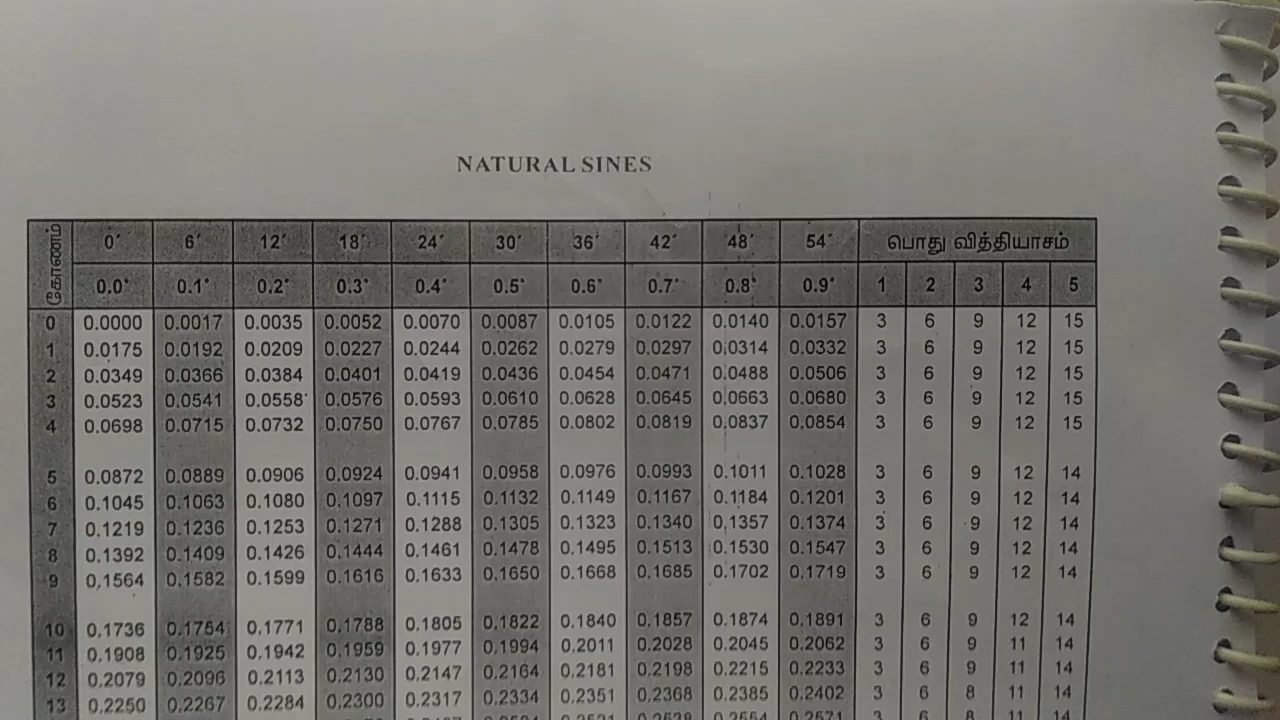 NATURAL SINES
கோணம் 0´ 6´ 12´ 18´ 24´ 30´ 36´ 42´ 48´ 54´ பொது வித்தியாசம்
0.0° 0.1° 0.2° 0.3° 0.4° 0.5° 0.6° 0.7° 0.8° 0.9° 1 2 3 4 5
0 0.0000 0.0017 0.0035 0.0052 0.0070 0.0087 0.0105 0.0122 0.0140 0.0157 3 6 9 12 15
1 0.0175 0.0192 0.0209 0.0227 0.0244 0.0262 0.0279 0.0297 0.0314 0.0332 3 6 9 12 15
2 0.0349 0.0366 0.0384 0.0401 0.0419 0.0436 0.0454 0.0471 0.0488 0.0506 3 6 9 12 15
3 0.0523 0.0541 0.0558 0.0576 0.0593 0.0610 0.0628 0.0645 0.0663 0.0680 3 6 9 12 15
4 0.0698 0.0715 0.0732 0.0750 0.0767 0.0785 0.0802 0.0819 0.0837 0.0854 3 6 9 12 15
5 0.0872 0.0889 0.0906 0.0924 0.0941 0.0958 0.0976 0.0993 0.1011 0.1028 3 6 9 12 14
6 0.1045 0.1063 0.1080 0.1097 0.1115 0.1132 0.1149 0.1167 0.1184 0.1201 3 6 9 12 14
7 0.1219 0.1236 0.1253 0.1271 0.1288 0.1305 0.1323 0.1340 0.1357 0.1374 3 6 9 12 14
8 0.1392 0.1409 0.1426 0.1444 0.1461 0.1478 0.1495 0.1513 0.1530 0.1547 3 6 9 12 14
9 0.1564 0.1582 0.1599 0.1616 0.1633 0.1650 0.1668 0.1685 0.1702 0.1719 3 6 9 12 14
10 0.1736 0.1754 0.1771 0.1788 0.1805 0.1822 0.1840 0.1857 0.1874 0.1891 3 6 9 12 14
11 0.1908 0.1925 0.1942 0.1959 0.1977 0.1994 0.2011 0.2028 0.2045 0.2062 3 6 9 11 14
12 0.2079 0.2096 0.2113 0.2130 0.2147 0.2164 0.2181 0.2198 0.2215 0.2233 3 6 9 11 14
13 0.2250 0.2267 0.2284 0.2300 0.2317 0.2334 0.2351 0.2368 0.2385 0.2402 3 6 8 11 14
0.2538 0.2554 0.2571 3 6 8 11 14